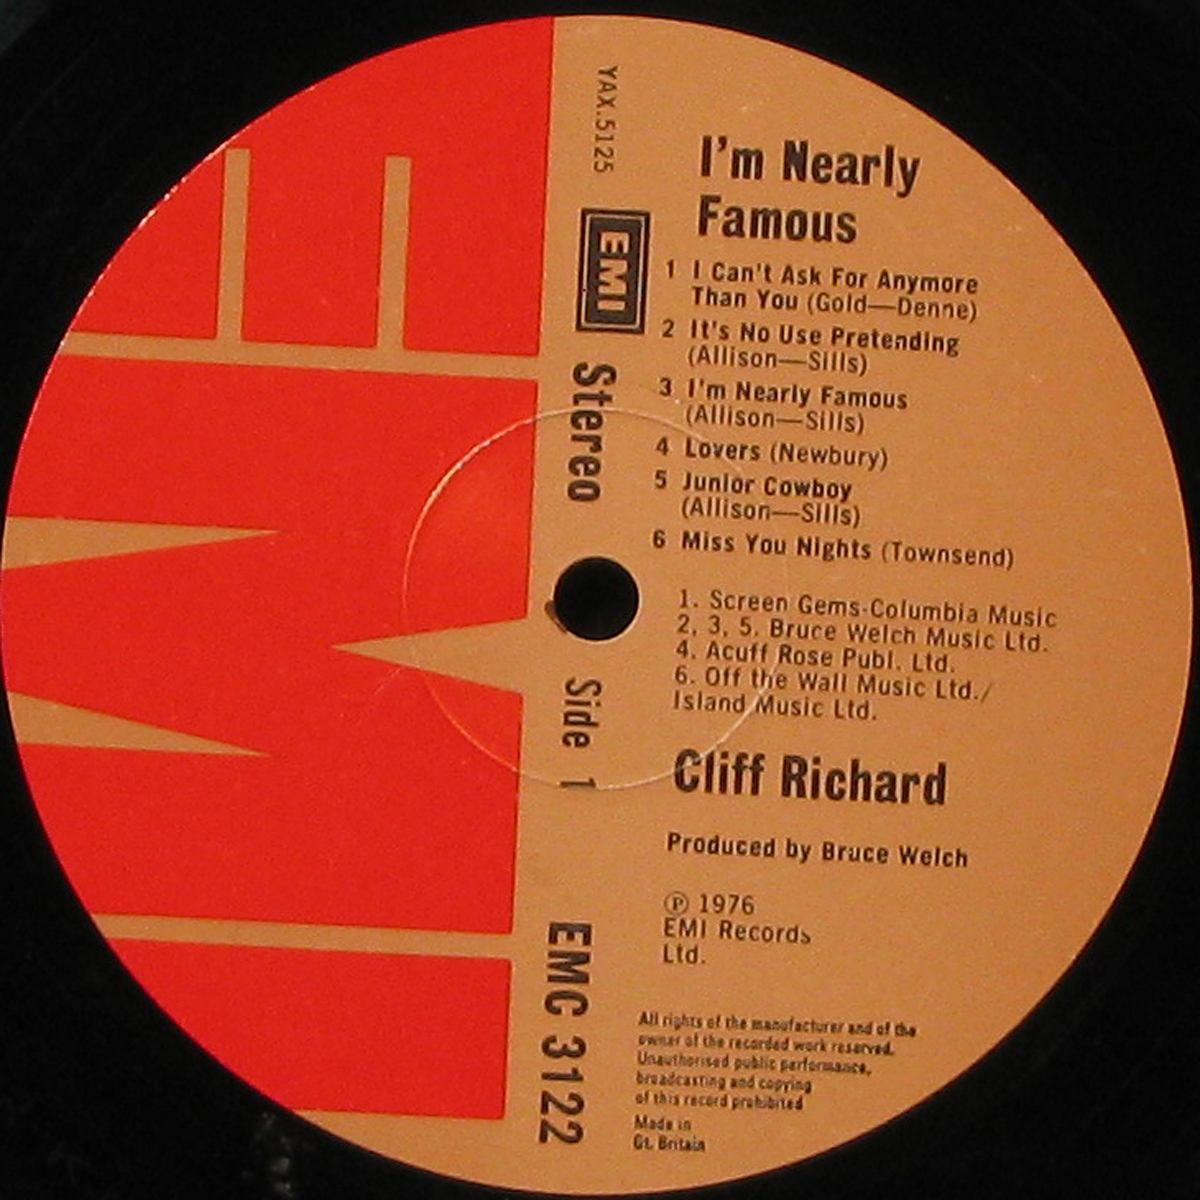 YAX.5125
EMI
Stereo
Side 1
EMC 3122
I'm Nearly
Famous
1 I Can't Ask For Anymore
Than You (Gold—Denne)
2 It's No Use Pretending
(Allison—Sills)
3 I'm Nearly Famous
(Allison—Sills)
4 Lovers (Newbury)
5 Junior Cowboy
(Allison—Sills)
6 Miss You Nights (Townsend)
1. Screen Gems-Columbia Music
2, 3, 5. Bruce Welch Music Ltd.
4. Acuff Rose Publ. Ltd.
6. Off the Wall Music Ltd./
Island Music Ltd.
Cliff Richard
Produced by Bruce Welch
℗ 1976
EMI Records
Ltd.
All rights of the manufacturer and of the
owner of the recorded work reserved.
Unauthorised public performance,
broadcasting and copying
of this record prohibited
Made in
Gt. Britain